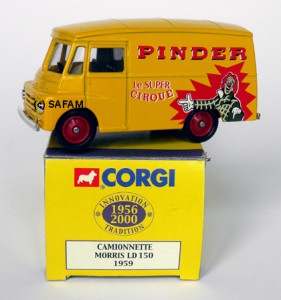 PINDER
Le SUPER
CIRQUE
© SAFAM
CORGI
INNOVATION
1956
2000
TRADITION
CAMIONNETTE
MORRIS LD 150
1959